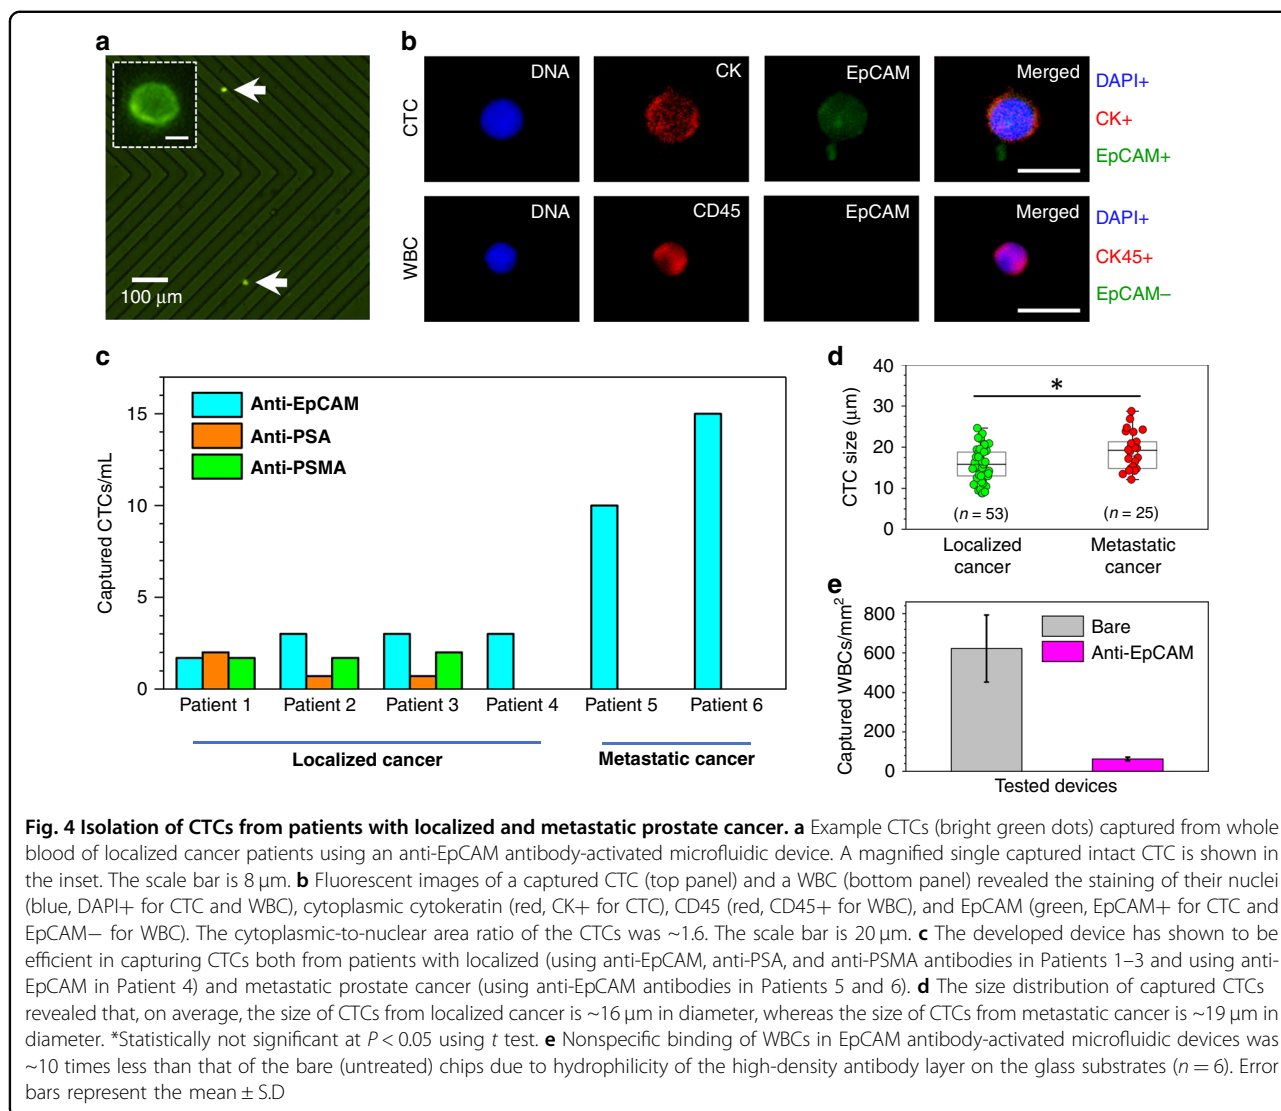 a
100 μm
b
CTC
DNA
CK
EpCAM
Merged
DAPI+
CK+
EpCAM+
WBC
DNA
CD45
EpCAM
Merged
DAPI+
CK45+
EpCAM−
c
Captured CTCs/mL
15
10
5
0
Anti-EpCAM
Anti-PSA
Anti-PSMA
Patient 1 Patient 2 Patient 3 Patient 4 Patient 5 Patient 6
Localized cancer Metastatic cancer
d
CTC size (μm)
40
30
20
10
0
*
(n = 53) (n = 25)
Localized cancer
Metastatic cancer
e
Captured WBCs/mm2
800
600
400
200
0
Bare
Anti-EpCAM
Tested devices
Fig. 4 Isolation of CTCs from patients with localized and metastatic prostate cancer. a Example CTCs (bright green dots) captured from whole
blood of localized cancer patients using an anti-EpCAM antibody-activated microfluidic device. A magnified single captured intact CTC is shown in
the inset. The scale bar is 8 μm. b Fluorescent images of a captured CTC (top panel) and a WBC (bottom panel) revealed the staining of their nuclei
(blue, DAPI+ for CTC and WBC), cytoplasmic cytokeratin (red, CK+ for CTC), CD45 (red, CD45+ for WBC), and EpCAM (green, EpCAM+ for CTC and
EpCAM− for WBC). The cytoplasmic-to-nuclear area ratio of the CTCs was ~1.6. The scale bar is 20 μm. c The developed device has shown to be
efficient in capturing CTCs both from patients with localized (using anti-EpCAM, anti-PSA, and anti-PSMA antibodies in Patients 1–3 and using anti-
EpCAM in Patient 4) and metastatic prostate cancer (using anti-EpCAM antibodies in Patients 5 and 6). d The size distribution of captured CTCs
revealed that, on average, the size of CTCs from localized cancer is ~16 μm in diameter, whereas the size of CTCs from metastatic cancer is ~19 μm in
diameter. *Statistically not significant at P < 0.05 using t test. e Nonspecific binding of WBCs in EpCAM antibody-activated microfluidic devices was
~10 times less than that of the bare (untreated) chips due to hydrophilicity of the high-density antibody layer on the glass substrates (n = 6). Error
bars represent the mean ± S.D